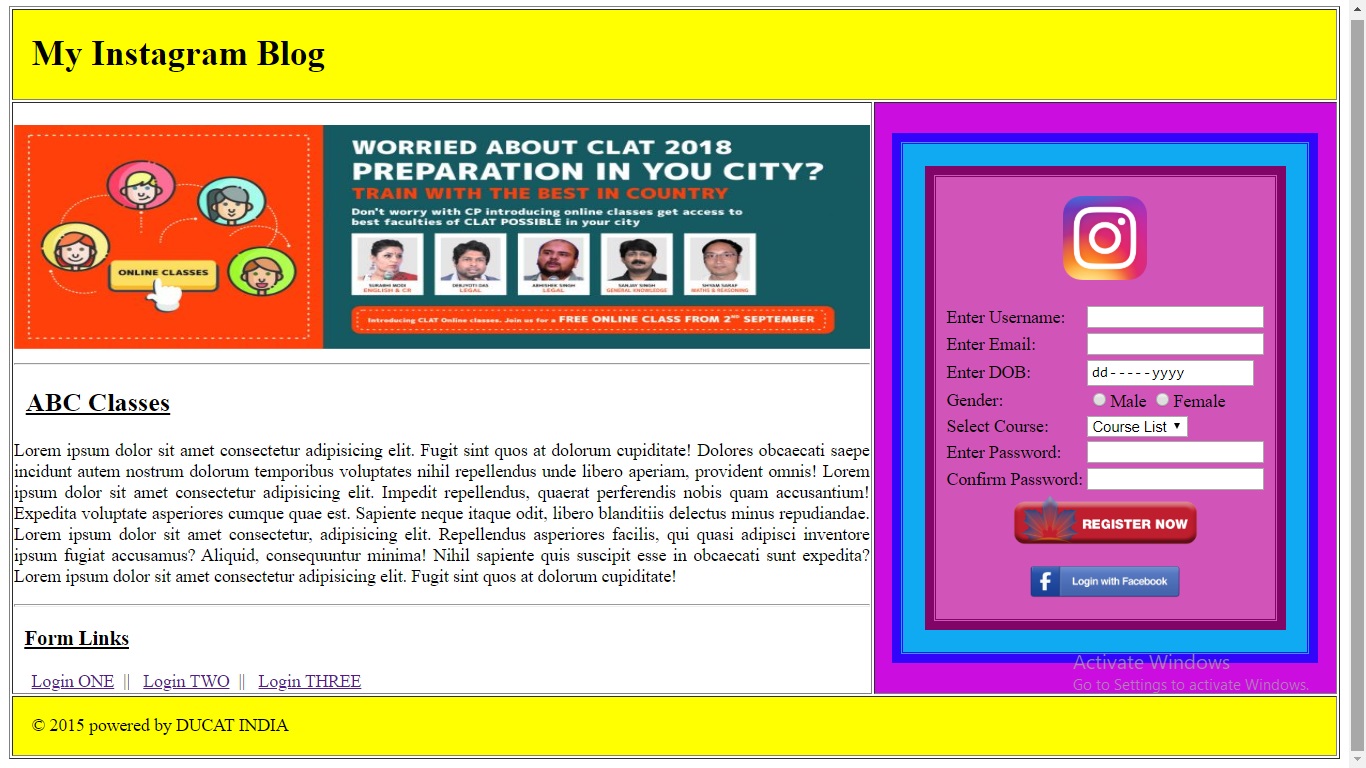 My Instagram Blog
WORRIED ABOUT CLAT 2018
PREPARATION IN YOU CITY?
TRAIN WITH THE BEST IN COUNTRY
Don't worry with CP introducing online classes get access to
best faculties of CLAT POSSIBLE in your city
ONLINE CLASSES
SURABHI MODI
ENGLISH & CR
DEBJYOTI DAS
LEGAL
ABHISHEK SINGH
LEGAL
SANJAY SINGH
GENERAL KNOWLEDGE
SHYAM SARAF
MATHS & REASONING
Introducing CLAT Online classes. Join us for a FREE ONLINE CLASS FROM 2ND SEPTEMBER
ABC Classes
Lorem ipsum dolor sit amet consectetur adipisicing elit. Fugit sint quos at dolorum cupiditate! Dolores obcaecati saepe
incidunt autem nostrum dolorum temporibus voluptates nihil repellendus unde libero aperiam, provident omnis! Lorem
ipsum dolor sit amet consectetur adipisicing elit. Impedit repellendus, quaerat perferendis nobis quam accusantium!
Expedita voluptate asperiores cumque quae est. Sapiente neque itaque odit, libero blanditiis delectus minus repudiandae.
Lorem ipsum dolor sit amet consectetur, adipisicing elit. Repellendus asperiores facilis, qui quasi adipisci inventore
ipsum fugiat accusamus? Aliquid, consequuntur minima! Nihil sapiente quis suscipit esse in obcaecati sunt expedita?
Lorem ipsum dolor sit amet consectetur adipisicing elit. Fugit sint quos at dolorum cupiditate!
Form Links
Login ONE || Login TWO || Login THREE
Enter Username:
Enter Email:
Enter DOB: dd-----yyyy
Gender: Male Female
Select Course: Course List
Enter Password:
Confirm Password:
REGISTER NOW
f Login with Facebook
Activate Windows
Go to Settings to activate Windows.
© 2015 powered by DUCAT INDIA